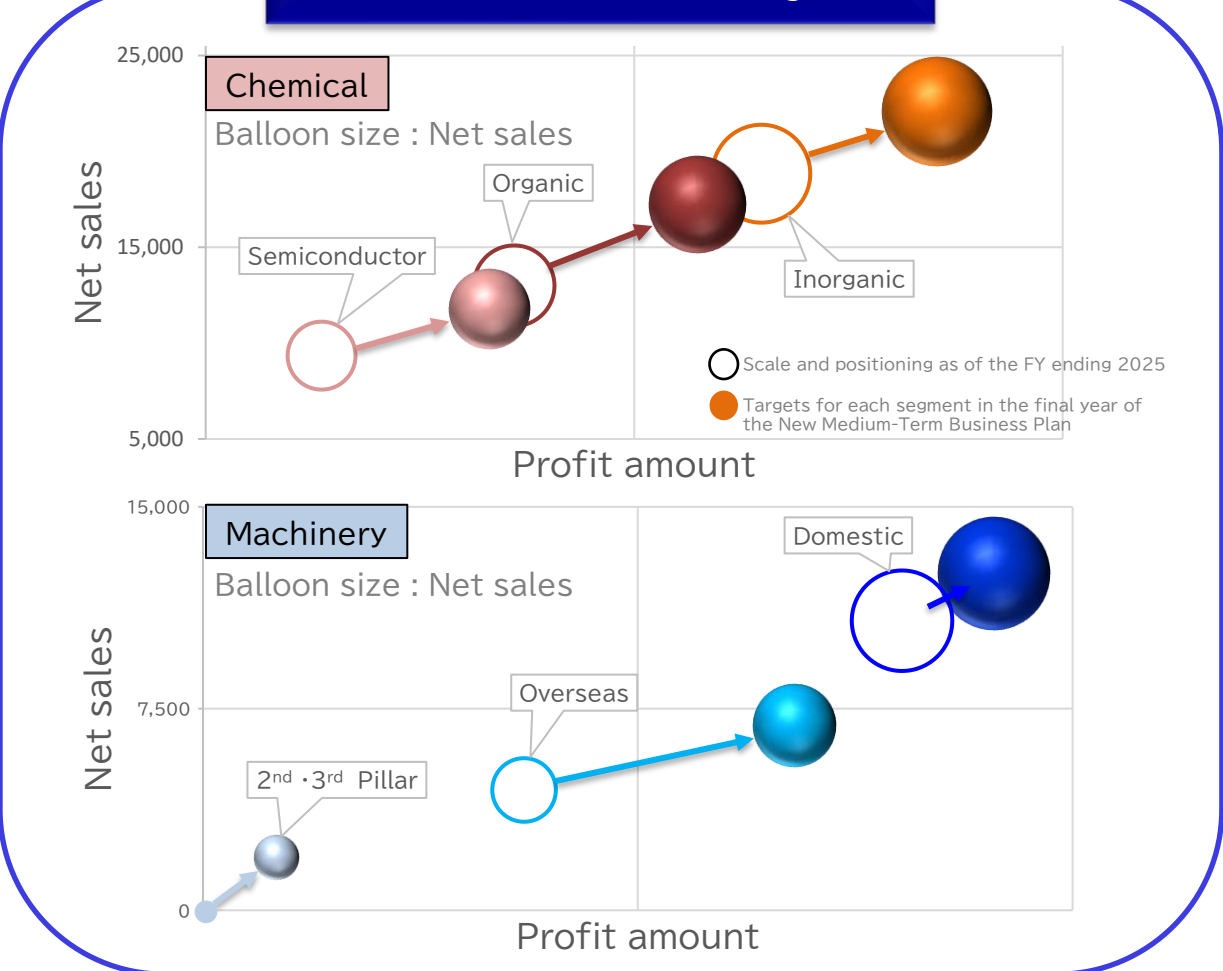 25,000
Chemical
Balloon size : Net sales
Organic
Semiconductor
Net sales
15,000
Inorganic
Scale and positioning as of the FY ending 2025
Targets for each segment in the final year of
the New Medium-Term Business Plan
5,000
Profit amount
15,000
Machinery
Domestic
Balloon size : Net sales
Overseas
Net sales
7,500
2nd ・3rd Pillar
0
Profit amount